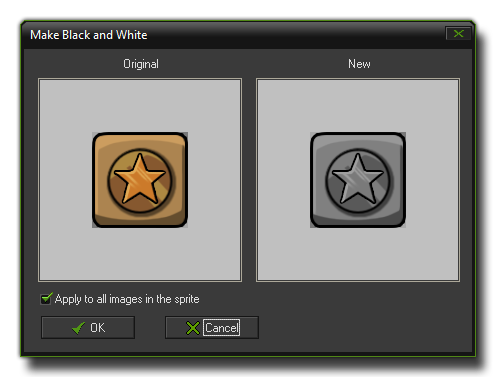 Make Black and White
Original
New
Apply to all images in the sprite
OK
Cancel